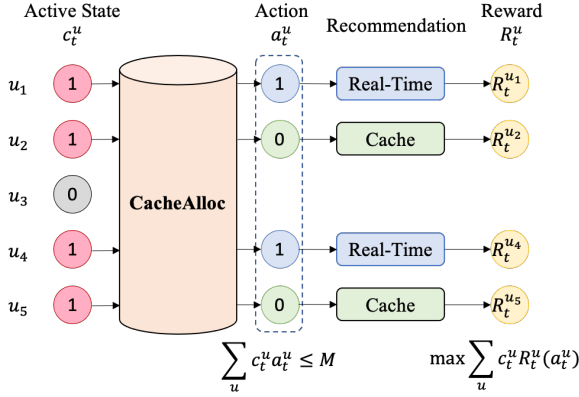 Active State Action Recommendation Reward
c_t^u a_t^u R_t^u
u_1 1 1 Real-Time R_t^{u_1}
u_2 1 0 Cache R_t^{u_2}
u_3 0
CacheAlloc
u_4 1 1 Real-Time R_t^{u_4}
u_5 1 0 Cache R_t^{u_5}
∑_u c_t^u a_t^u ≤ M max ∑_u c_t^u R_t^u(a_t^u)